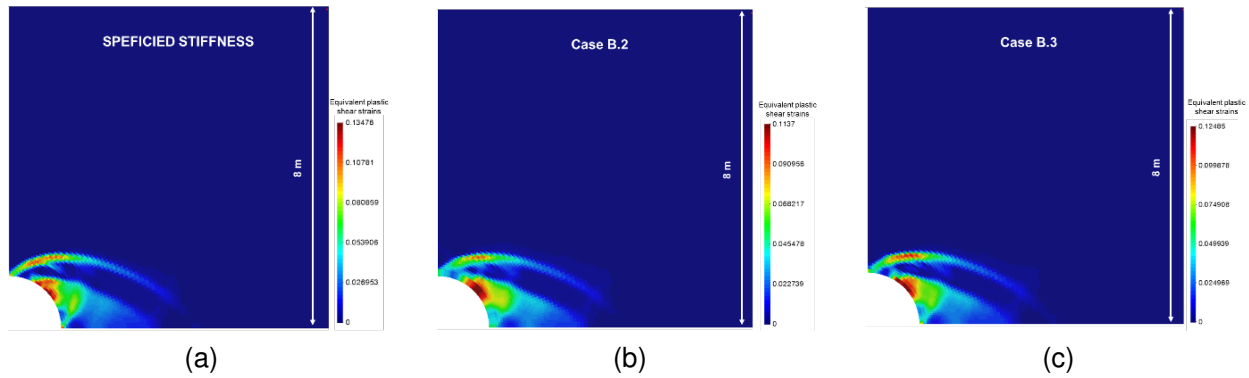 SPEFICIED STIFFNESS
Equivalent plastic
shear strains
0.13476
0.10781
0.080859
0.053906
0.026953
0
8 m
(a)
Case B.2
Equivalent plastic
shear strains
0.1137
0.090956
0.068217
0.045478
0.022739
0
8 m
(b)
Case B.3
Equivalent plastic
shear strains
0.12485
0.099878
0.074908
0.049939
0.024969
0
8 m
(c)